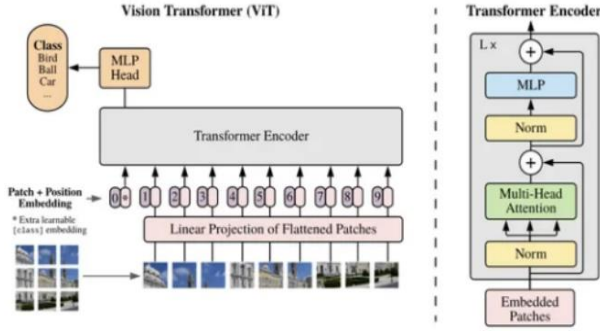 Vision Transformer (ViT)
Class
Bird
Ball
Car
...
MLP
Head
Transformer Encoder
Patch + Position
Embedding
* Extra learnable
[class] embedding
0 * 1 2 3 4 5 6 7 8 9
Linear Projection of Flattened Patches
Transformer Encoder
L x
+
MLP
Norm
+
Multi-Head
Attention
Norm
Embedded
Patches